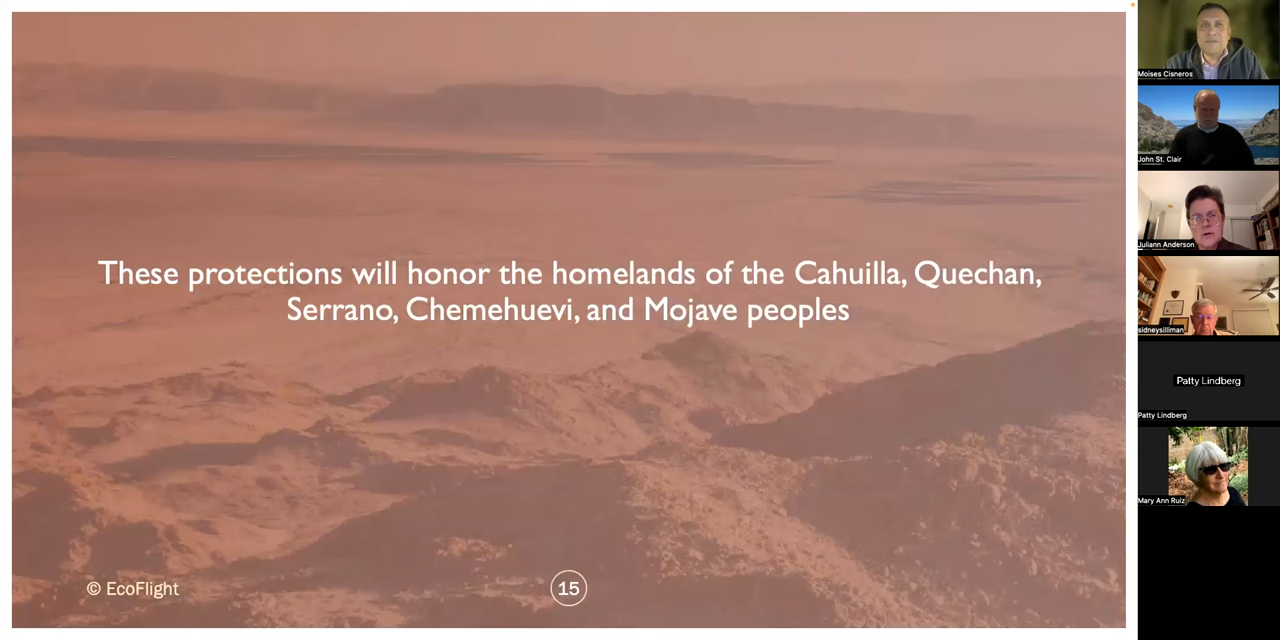 These protections will honor the homelands of the Cahuilla, Quechan,
Serrano, Chemehuevi, and Mojave peoples
© EcoFlight
15
Moises Cisneros
John St. Clair
Juliann Anderson
sidneysilliman
Patty Lindberg
Patty Lindberg
Mary Ann Ruiz